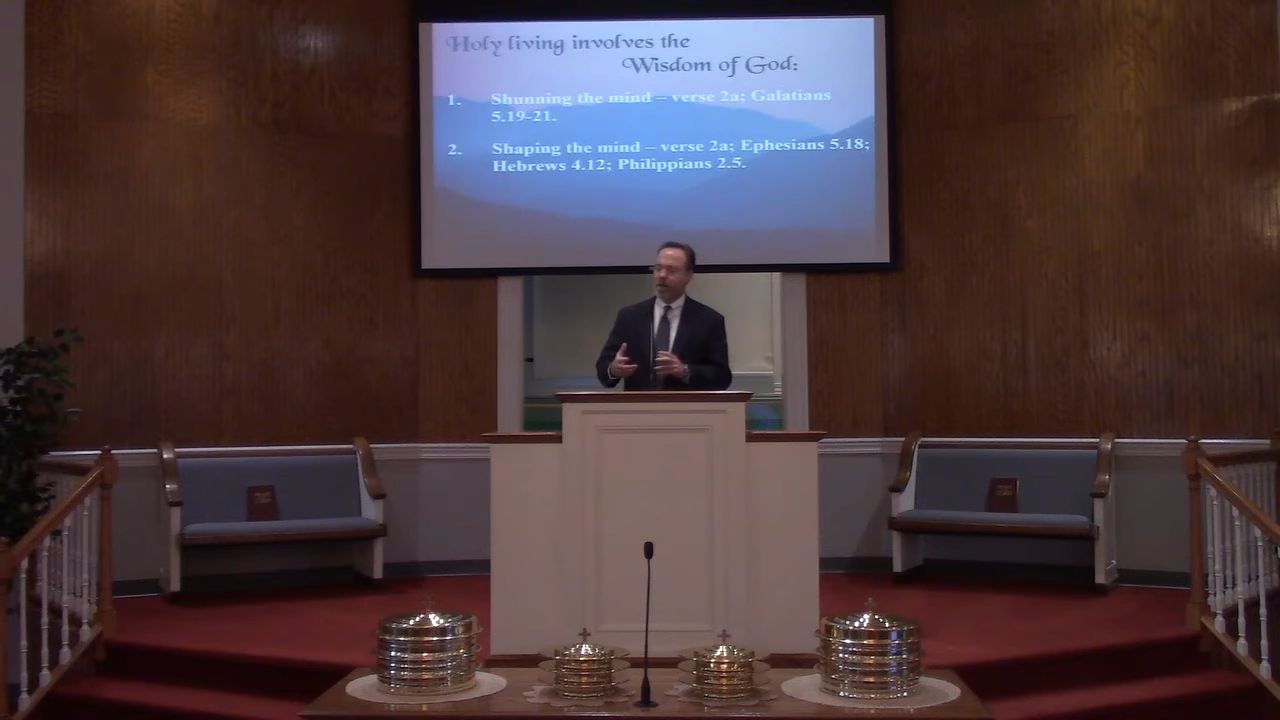 Holy living involves the
Wisdom of God:
1. Shunning the mind – verse 2a; Galatians
5.19-21.
2. Shaping the mind – verse 2a; Ephesians 5.18;
Hebrews 4.12; Philippians 2.5.